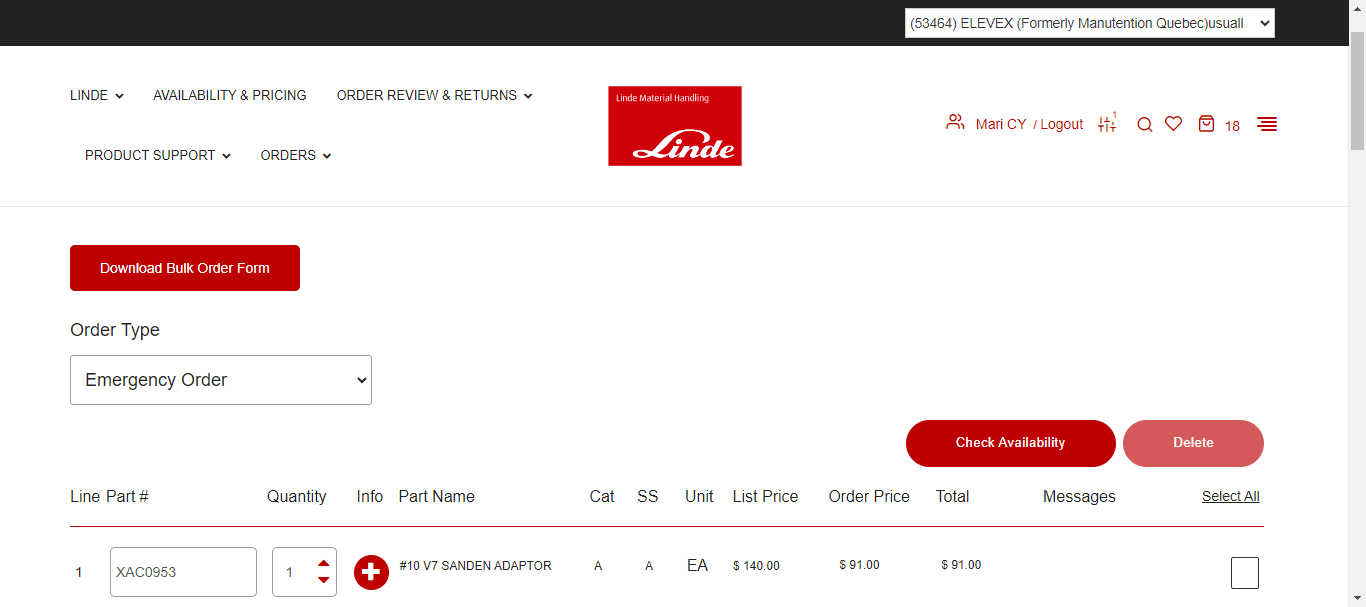 (53464) ELEVEX (Formerly Manutention Quebec)usuall
LINDE AVAILABILITY & PRICING ORDER REVIEW & RETURNS
Linde Material Handling
Linde
Mari CY / Logout 1 18
PRODUCT SUPPORT ORDERS
Download Bulk Order Form
Order Type
Emergency Order
Check Availability Delete
Line Part # Quantity Info Part Name Cat SS Unit List Price Order Price Total Messages Select All
1 XAC0953 1 #10 V7 SANDEN ADAPTOR A A EA $ 140.00 $ 91.00 $ 91.00